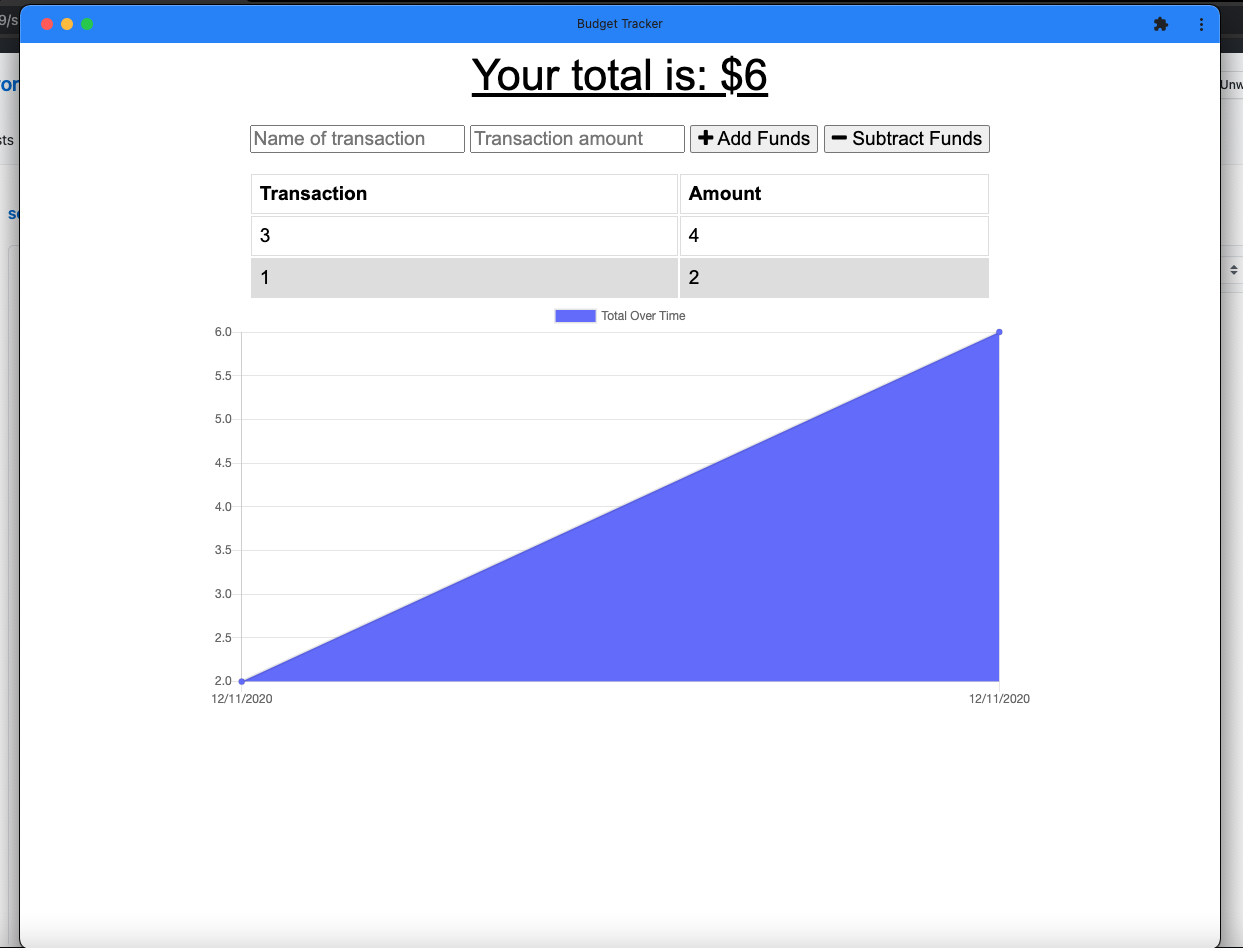 Budget Tracker
Your total is: $6
Name of transaction Transaction amount Add Funds Subtract Funds
Transaction Amount
3 4
1 2
Total Over Time
6.0
5.5
5.0
4.5
4.0
3.5
3.0
2.5
2.0
12/11/2020 12/11/2020